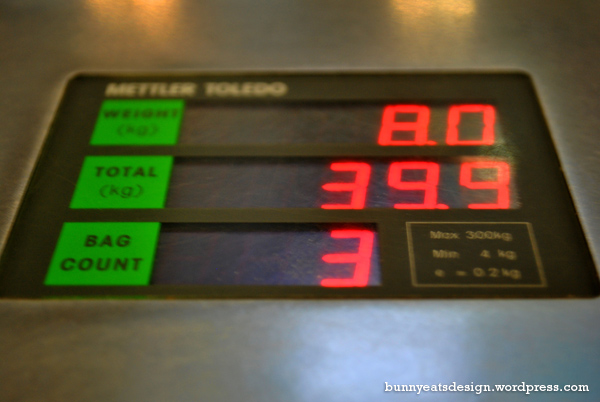 METTLER TOLEDO
WEIGHT 8.0
(kg)
TOTAL 39.9
(kg)
BAG 3
COUNT
Max 300kg
Min 4 kg
e = 0.2 kg
bunnyeatsdesign.wordpress.com